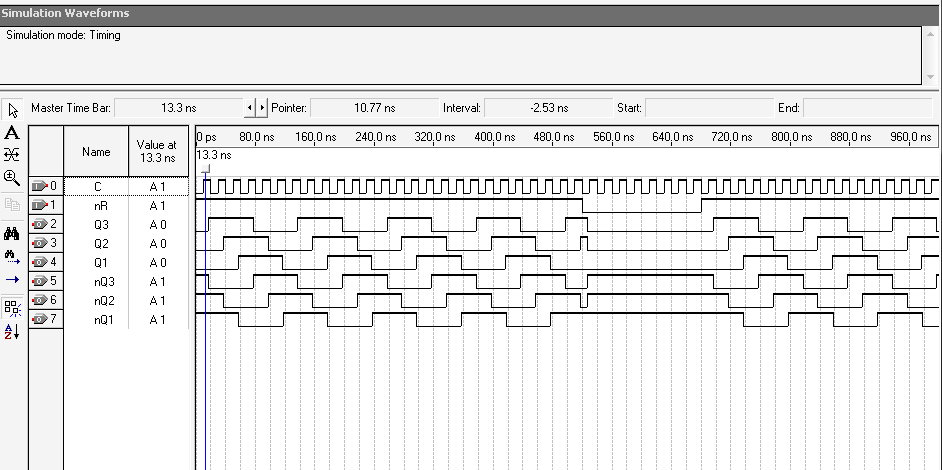 Simulation Waveforms
Simulation mode: Timing
Master Time Bar: 13.3 ns Pointer: 10.77 ns Interval: -2.53 ns Start: End:
Name Value at 13.3 ns 0 ps 80.0 ns 160.0 ns 240.0 ns 320.0 ns 400.0 ns 480.0 ns 560.0 ns 640.0 ns 720.0 ns 800.0 ns 880.0 ns 960.0 ns
13.3 ns
0 C A 1
1 nR A 1
2 Q3 A 0
3 Q2 A 0
4 Q1 A 0
5 nQ3 A 1
6 nQ2 A 1
7 nQ1 A 1